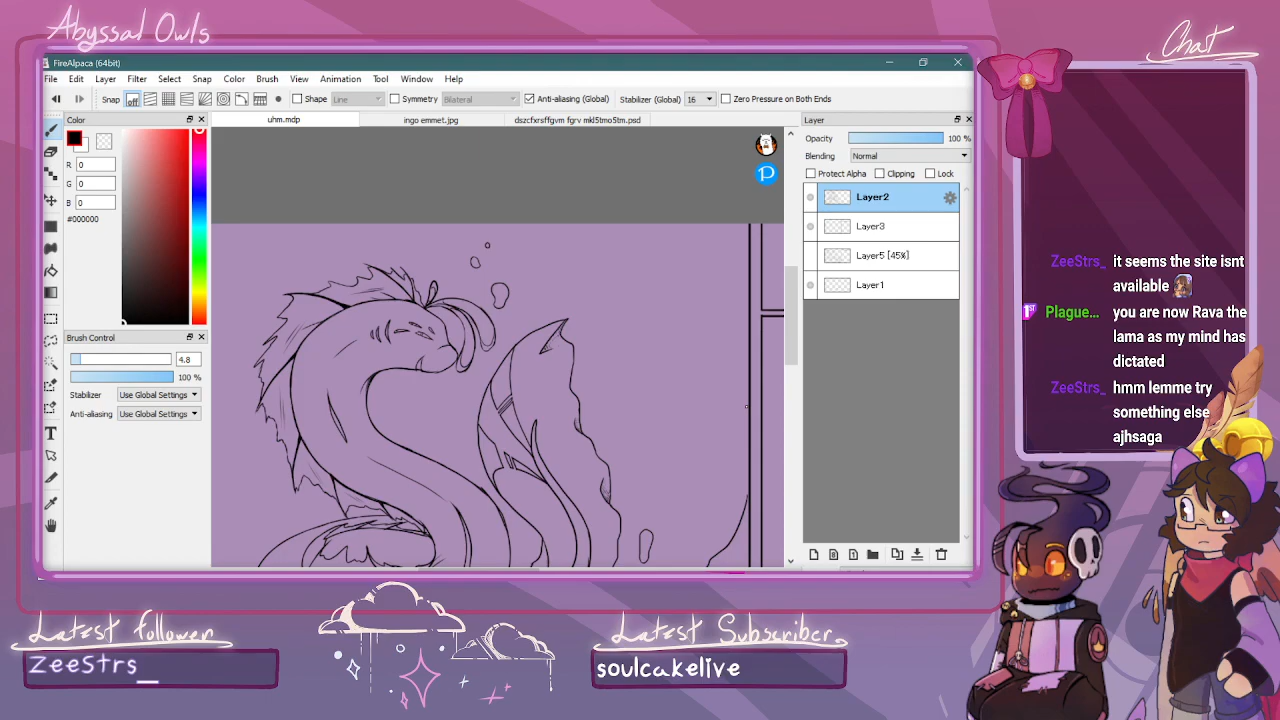 Abyssal Owls
Chat
FireAlpaca (64bit)
File Edit Layer Filter Select Snap Color Brush View Animation Tool Window Help
Snap off Shape Line Symmetry Bilateral Anti-aliasing (Global) Stabilizer (Global) 16 Zero Pressure on Both Ends
Color
uhm.mdp
ingo emmet.jpg
dszcfxrsffgvm fgrv mkl5tmo5tm.psd
Layer
R 0
G 0
B 0
#000000
Opacity 100 %
Blending Normal
Protect Alpha Clipping Lock
Layer2
Layer3
Layer5 [45%]
Layer1
Brush Control
4.8
100 %
Stabilizer Use Global Settings
Anti-aliasing Use Global Settings
ZeeStrs_ it seems the site isnt
available
1ST Plague... you are now Rava the
lama as my mind has
dictated
ZeeStrs_ hmm lemme try
something else
ajhsaga
Latest follower
ZeeStrs_
Latest Subscriber
soulcakelive